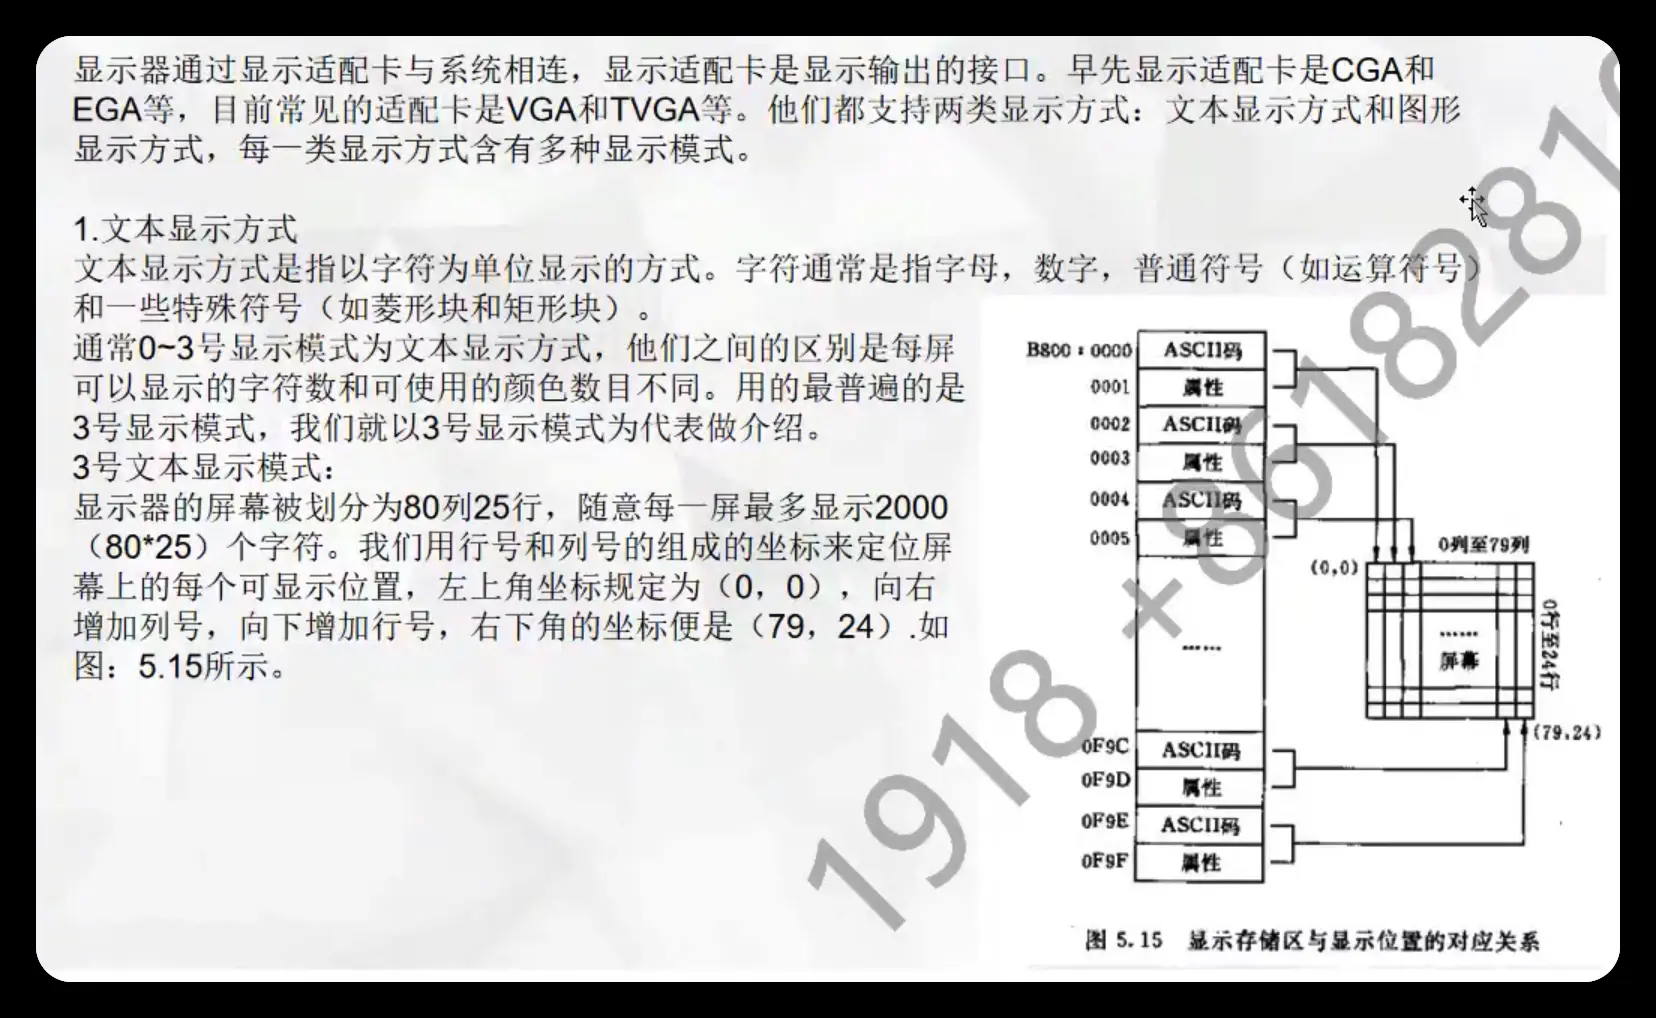 显示器通过显示适配卡与系统相连，显示适配卡是显示输出的接口。早先显示适配卡是CGA和
EGA等，目前常见的适配卡是VGA和TVGA等。他们都支持两类显示方式：文本显示方式和图形
显示方式，每一类显示方式含有多种显示模式。
1.文本显示方式
文本显示方式是指以字符为单位显示的方式。字符通常是指字母，数字，普通符号（如运算符号）
和一些特殊符号（如菱形块和矩形块）。
通常0~3号显示模式为文本显示方式，他们之间的区别是每屏
可以显示的字符数和可使用的颜色数目不同。用的最普遍的是
3号显示模式，我们就以3号显示模式为代表做介绍。
3号文本显示模式：
显示器的屏幕被划分为80列25行，随意每一屏最多显示2000
（80*25）个字符。我们用行号和列号的组成的坐标来定位屏
幕上的每个可显示位置，左上角坐标规定为（0，0），向右
增加列号，向下增加行号，右下角的坐标便是（79，24）.如
图：5.15所示。
B800：0000 ASCII码
0001 属性
0002 ASCII码
0003 属性
0004 ASCII码
0005 属性
……
0F9C ASCII码
0F9D 属性
0F9E ASCII码
0F9F 属性
0列至79列
(0,0)
0行至24行
……
屏幕
(79,24)
图 5.15 显示存储区与显示位置的对应关系
1918 +86182816